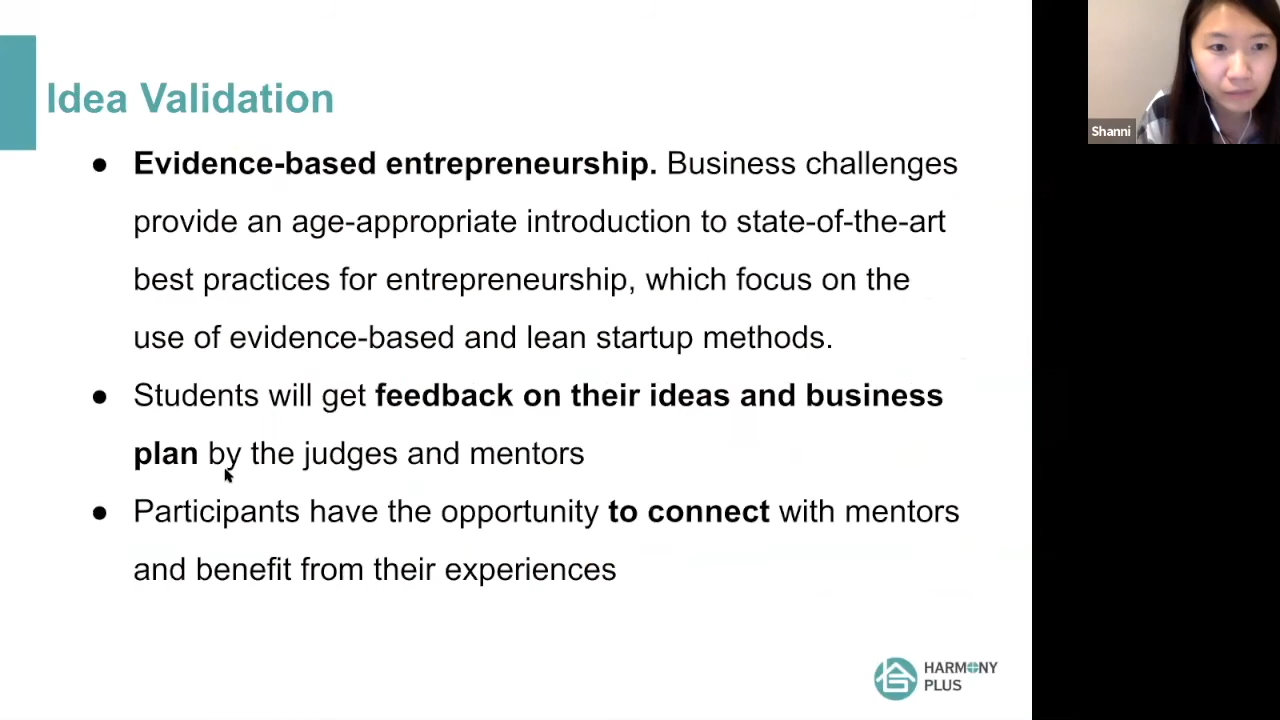 Idea Validation
● Evidence-based entrepreneurship. Business challenges
provide an age-appropriate introduction to state-of-the-art
best practices for entrepreneurship, which focus on the
use of evidence-based and lean startup methods.
● Students will get feedback on their ideas and business
plan by the judges and mentors
● Participants have the opportunity to connect with mentors
and benefit from their experiences
HARMONY
PLUS
Shanni